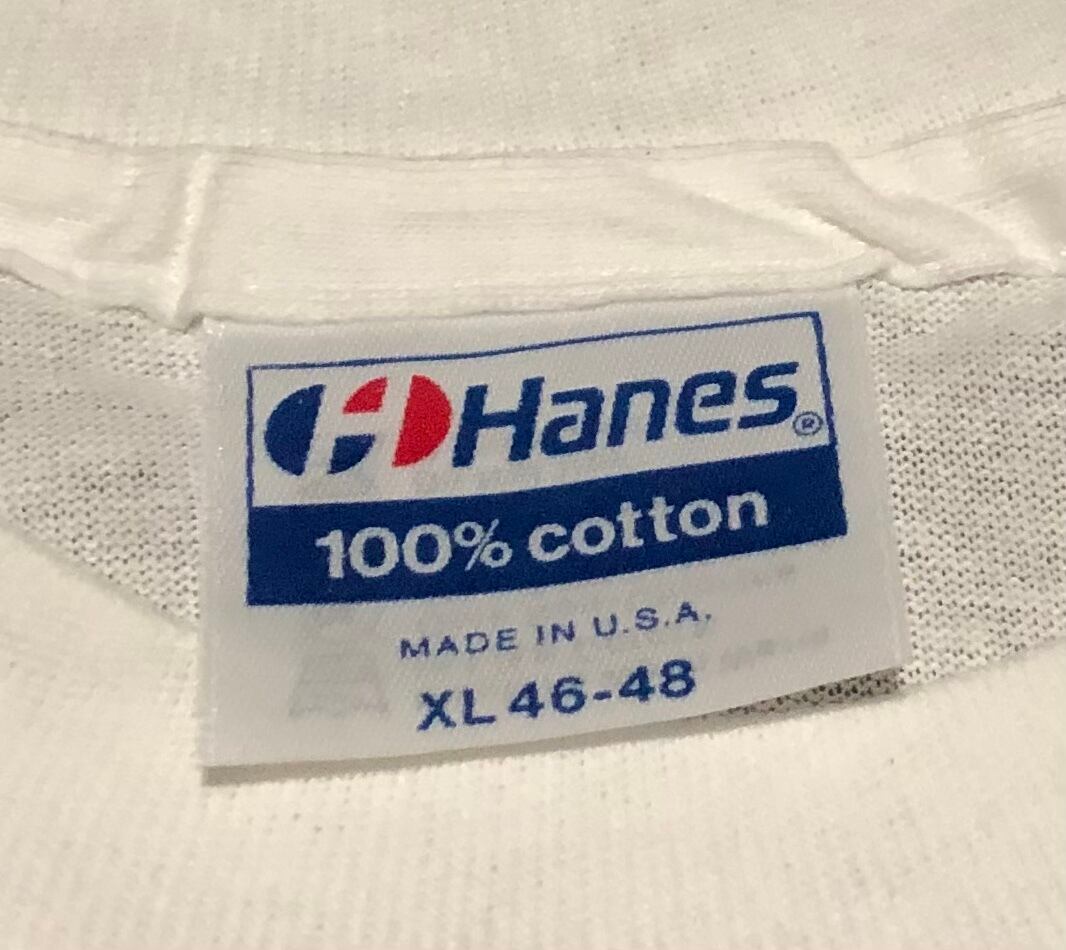 Hanes®
100% cotton
MADE IN U.S.A.
XL 46-48